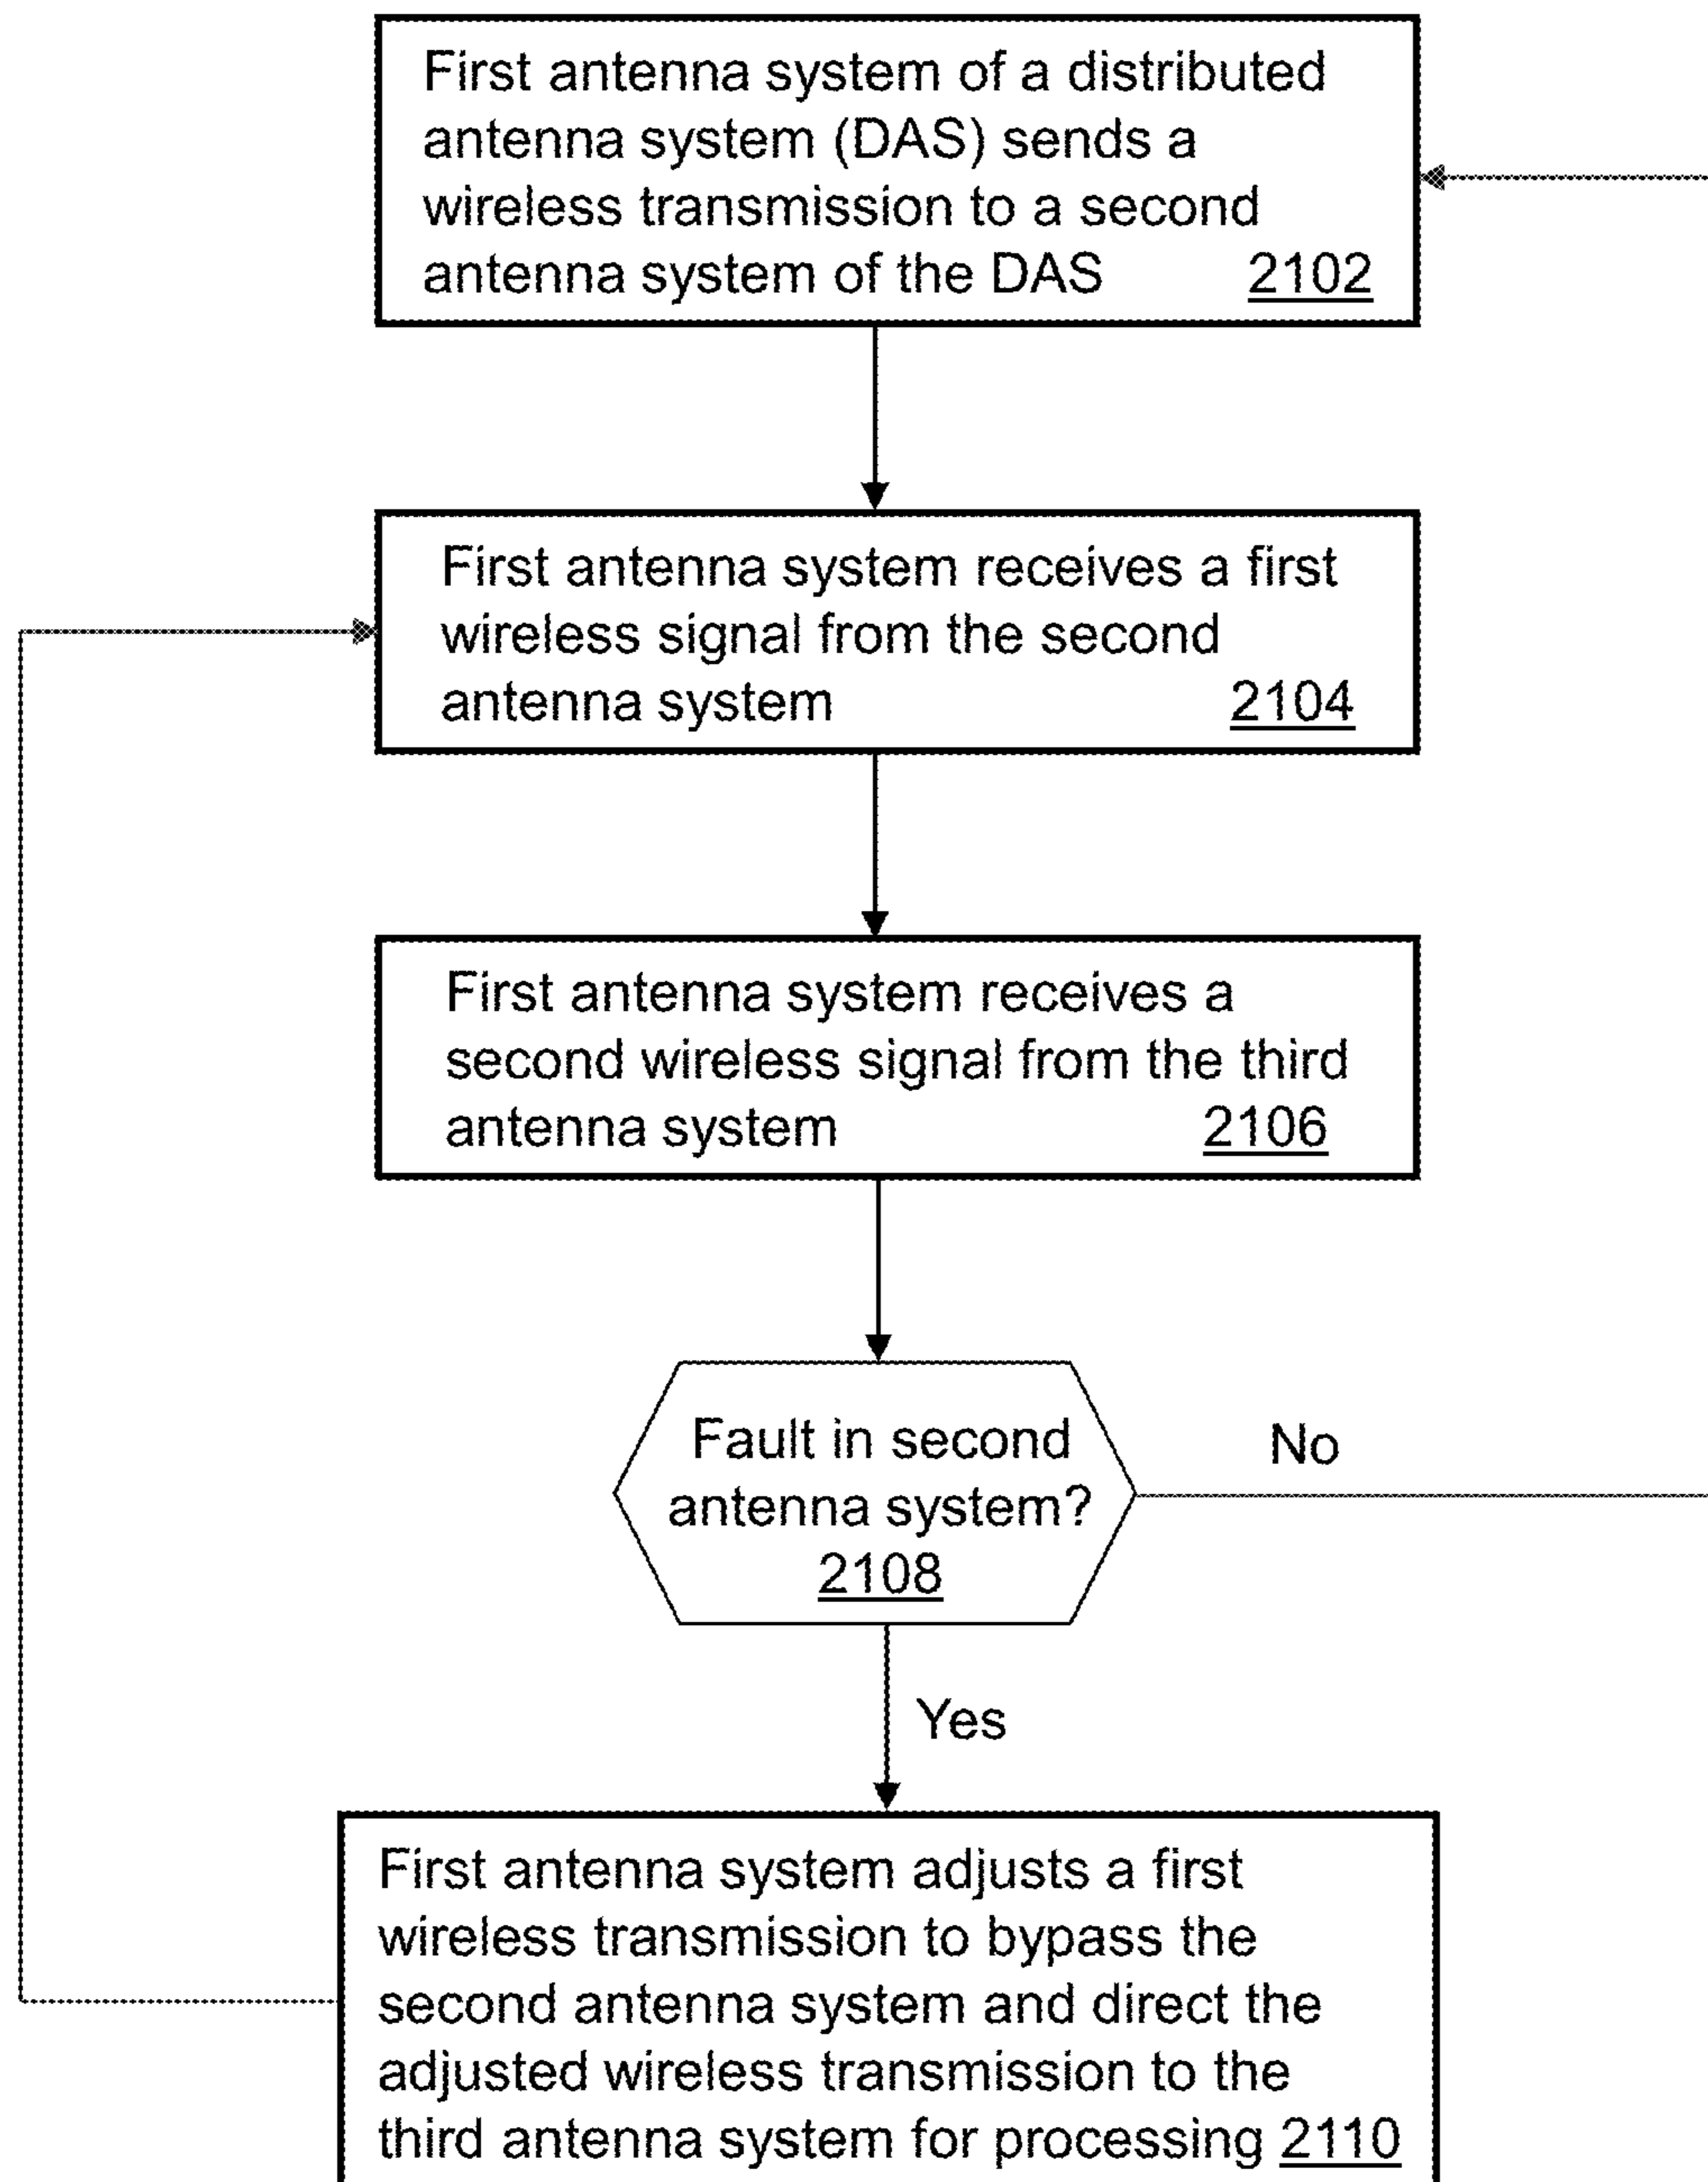 First antenna system of a distributed
antenna system (DAS) sends a
wireless transmission to a second
antenna system of the DAS 2102
First antenna system receives a first
wireless signal from the second
antenna system 2104
First antenna system receives a
second wireless signal from the third
antenna system 2106
Fault in second
antenna system?
2108
No
Yes
First antenna system adjusts a first
wireless transmission to bypass the
second antenna system and direct the
adjusted wireless transmission to the
third antenna system for processing 2110